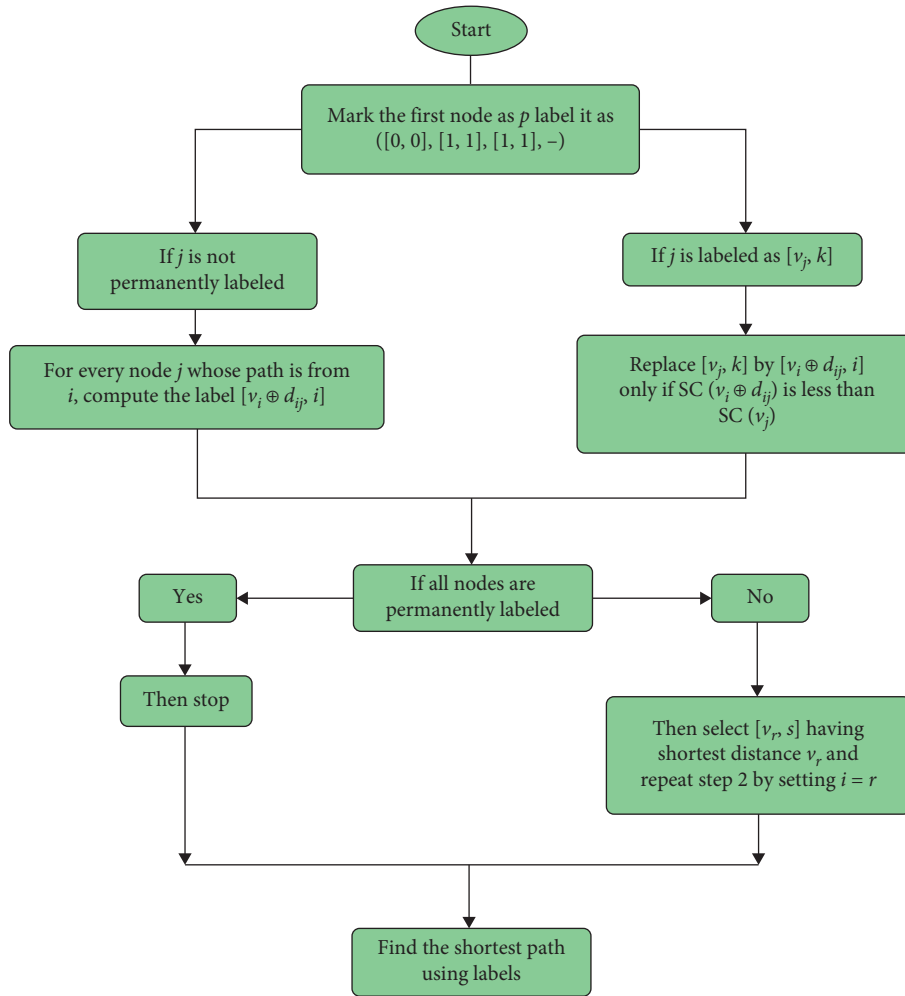 Start
Mark the first node as p label it as
([0, 0], [1, 1], [1, 1], –)
If j is not
permanently labeled
If j is labeled as [vj, k]
For every node j whose path is from
i, compute the label [vi ⊕ dij, i]
Replace [vj, k] by [vi ⊕ dij, i]
only if SC (vi ⊕ dij) is less than
SC (vj)
If all nodes are
permanently labeled
Yes
No
Then stop
Then select [vr, s] having
shortest distance vr and
repeat step 2 by setting i = r
Find the shortest path
using labels